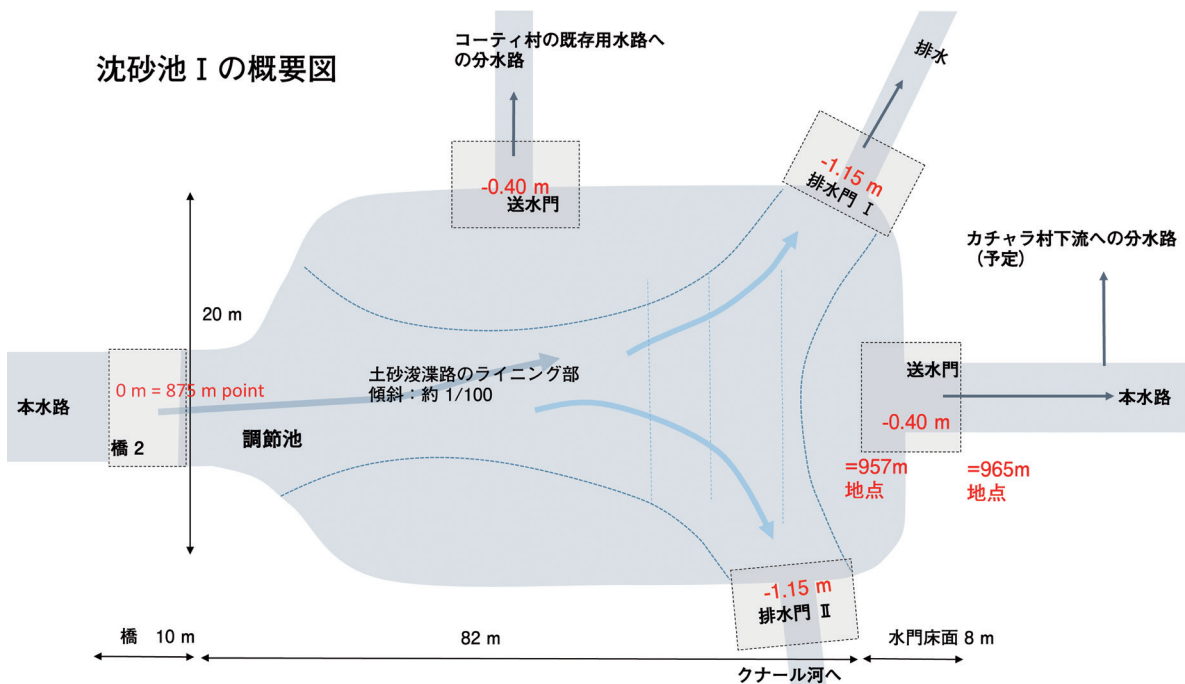 沈砂池 I の概要図
コーティ村の既存用水路へ
の分水路
排水
-0.40 m
送水門
-1.15 m
排水門 I
カチャラ村下流への分水路
(予定)
20 m
0 m = 875 m point
土砂浚渫路のライニング部
傾斜:約 1/100
送水門
本水路
-0.40 m
本水路
橋 2
調節池
=957m
地点
=965m
地点
-1.15 m
排水門 II
橋 10 m
82 m
水門床面 8 m
クナール河へ